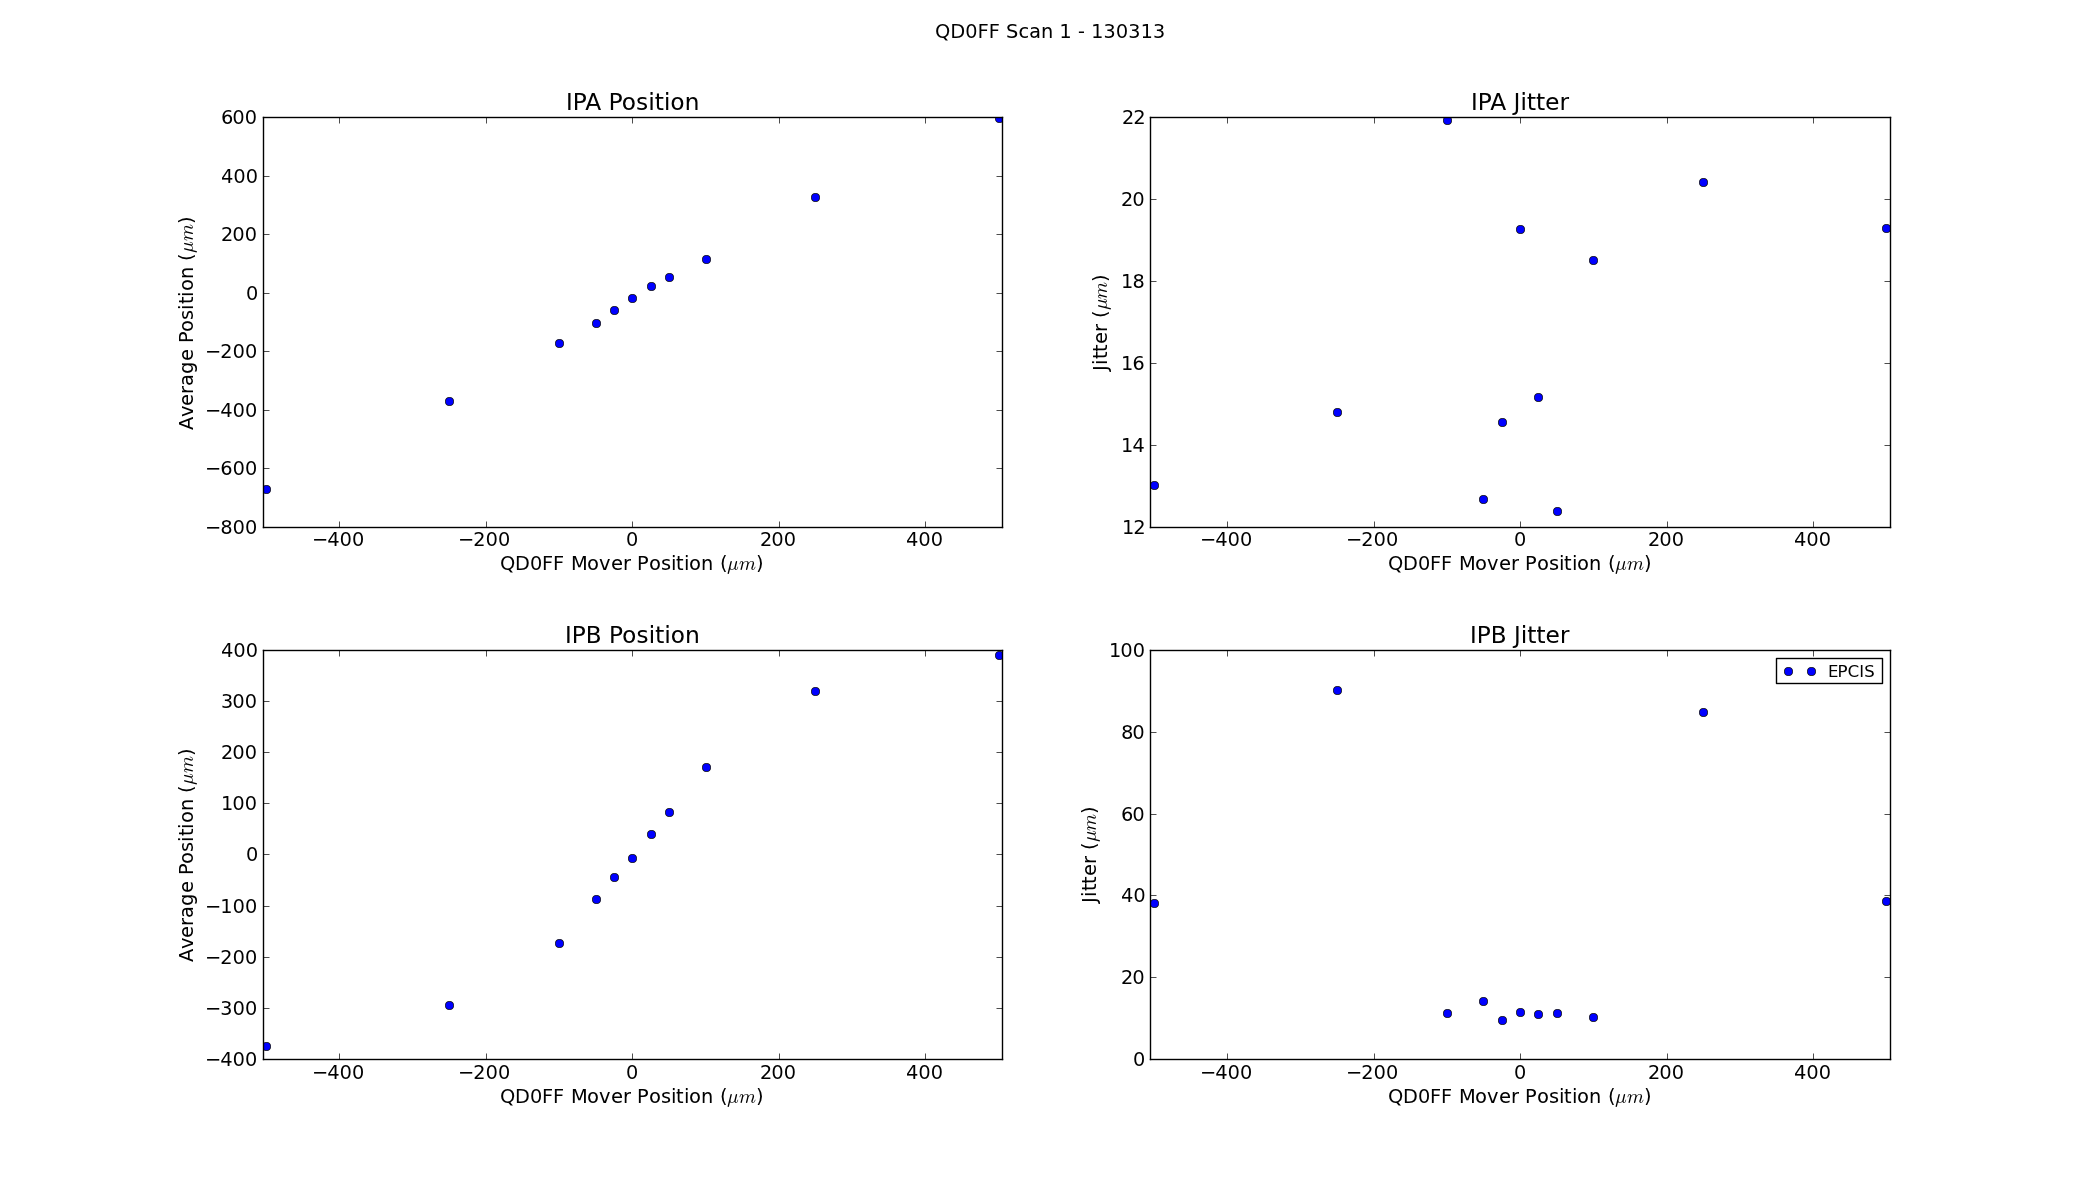 QD0FF Scan 1 - 130313
IPA Position
600
400
200
0
−200
−400
−600
−800
Average Position (μm)
−400 −200 0 200 400
QD0FF Mover Position (μm)
IPA Jitter
22
20
18
16
14
12
Jitter (μm)
−400 −200 0 200 400
QD0FF Mover Position (μm)
IPB Position
400
300
200
100
0
−100
−200
−300
−400
Average Position (μm)
−400 −200 0 200 400
QD0FF Mover Position (μm)
IPB Jitter
100
80
60
40
20
0
Jitter (μm)
EPCIS
−400 −200 0 200 400
QD0FF Mover Position (μm)